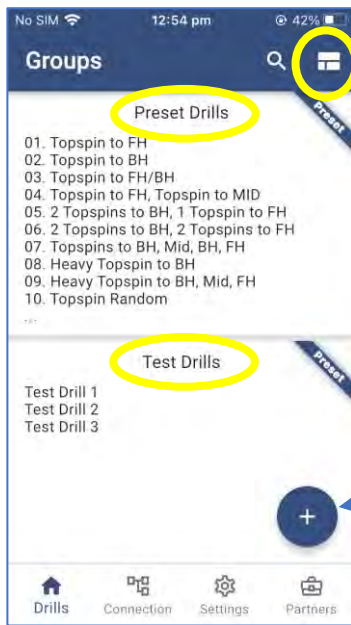 No SIM 12:54 pm 42%
Groups
Preset
Preset Drills
01. Topspin to FH
02. Topspin to BH
03. Topspin to FH/BH
04. Topspin to FH, Topspin to MID
05. 2 Topspins to BH, 1 Topspin to FH
06. 2 Topspins to BH, 2 Topspins to FH
07. Topspins to BH, Mid, BH, FH
08. Heavy Topspin to BH
09. Heavy Topspin to BH, Mid, FH
10. Topspin Random
...
Preset
Test Drills
Test Drill 1
Test Drill 2
Test Drill 3
+
Drills Connection Settings Partners